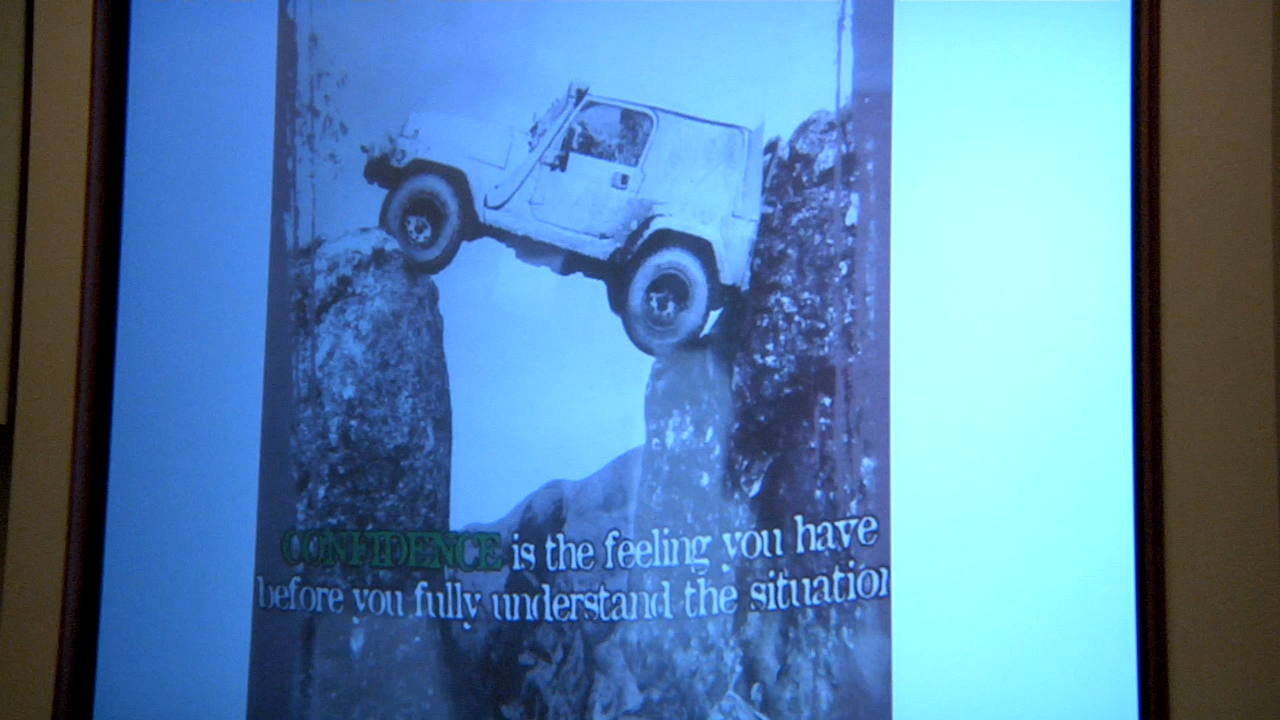 CONFIDENCE is the feeling you have
before you fully understand the situation